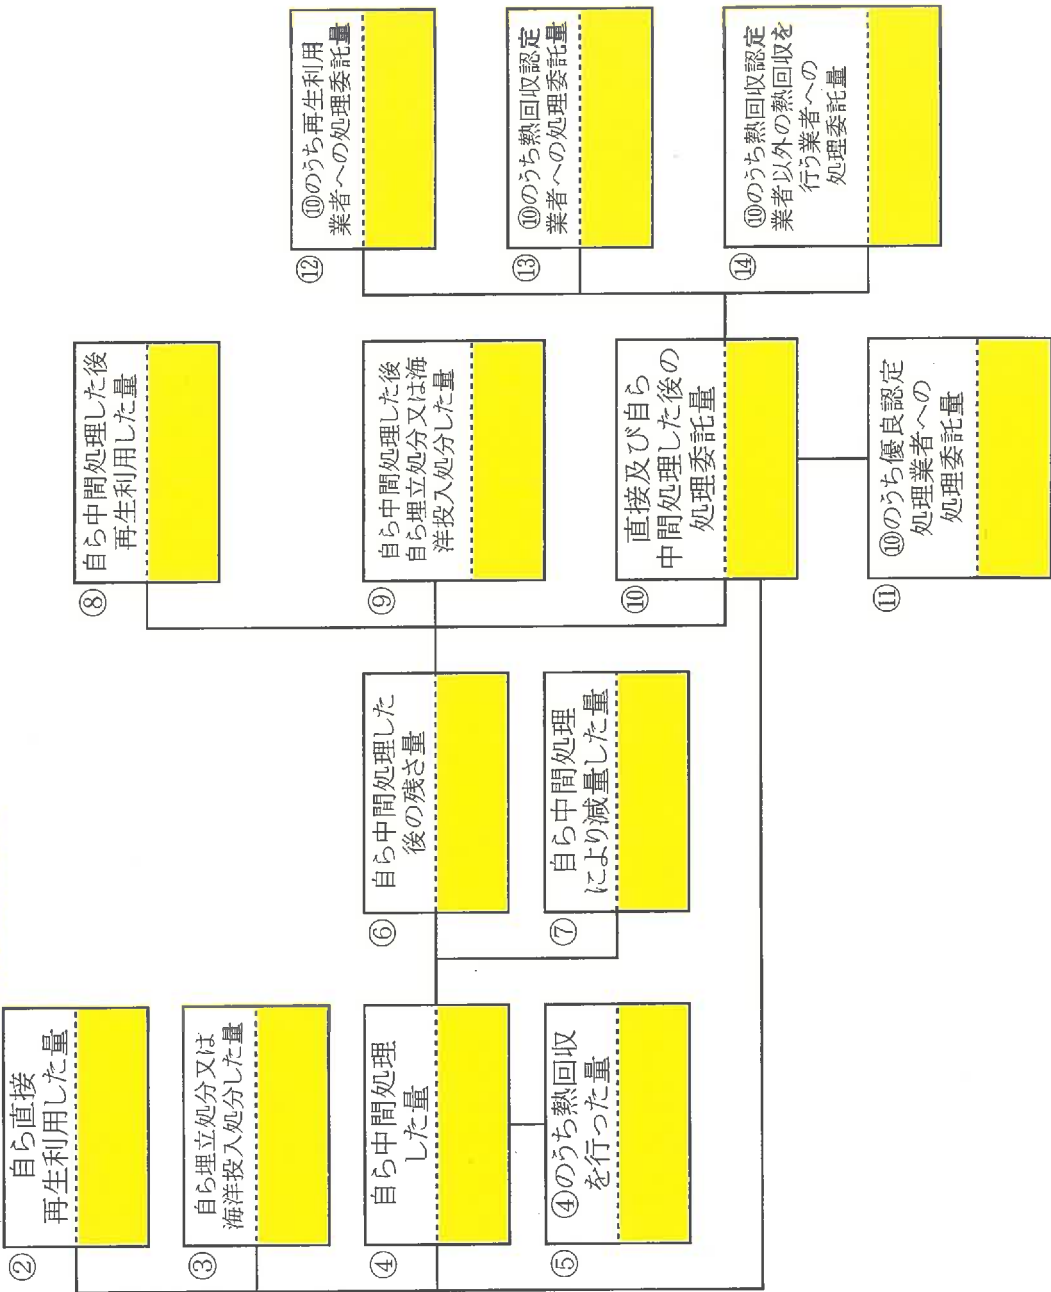 ②
自ら直接
再生利用した量
③
自ら埋立処分又は
海洋投入処分した量
④
自ら中間処理
した量
⑤
④のうち熱回収
を行った量
⑥
自ら中間処理した
後の残さ量
⑦
自ら中間処理
により減量した量
⑧
自ら中間処理した後
再生利用した量
⑨
自ら中間処理した後
自ら埋立処分又は海
洋投入処分した量
⑩
直接及び自ら
中間処理した後の
処理委託量
⑪
⑩のうち優良認定
処理業者への
処理委託量
⑫
⑩のうち再生利用
業者への処理委託量
⑬
⑩のうち熱回収認定
業者への処理委託量
⑭
⑩のうち熱回収認定
業者以外の熱回収を
行う業者への
処理委託量